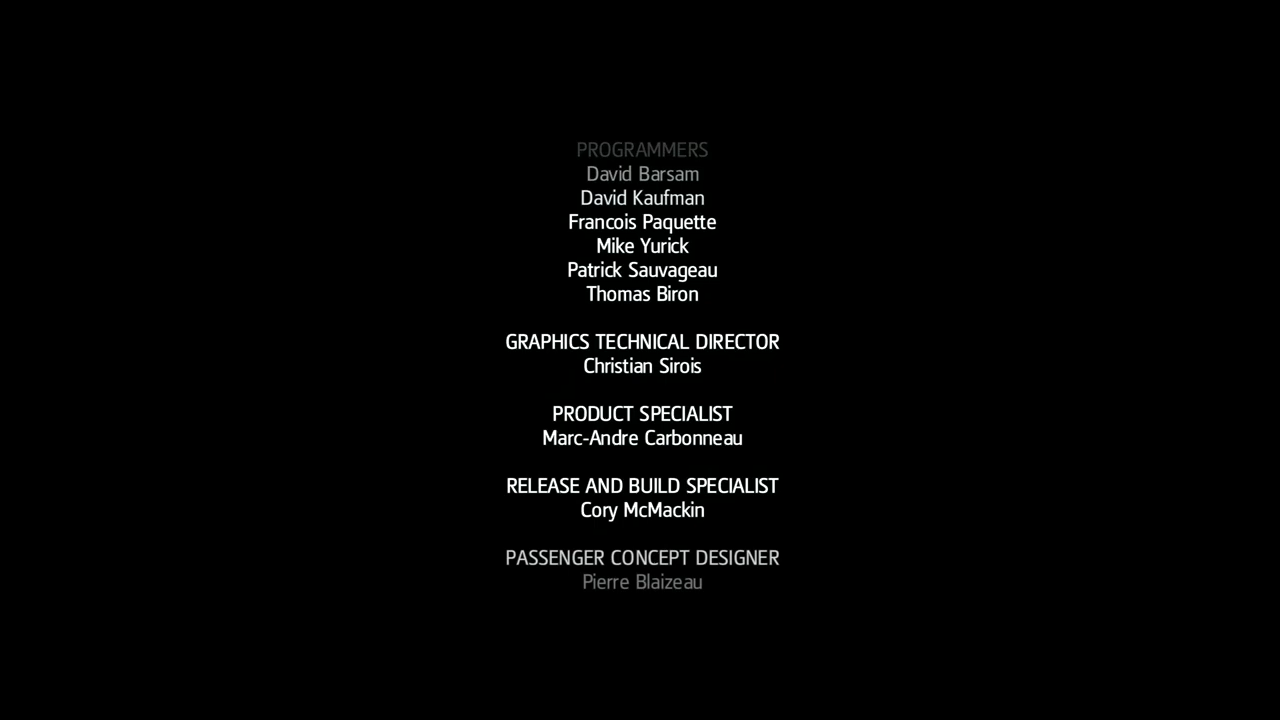 PROGRAMMERS
David Barsam
David Kaufman
Francois Paquette
Mike Yurick
Patrick Sauvageau
Thomas Biron
GRAPHICS TECHNICAL DIRECTOR
Christian Sirois
PRODUCT SPECIALIST
Marc-Andre Carbonneau
RELEASE AND BUILD SPECIALIST
Cory McMackin
PASSENGER CONCEPT DESIGNER
Pierre Blaizeau